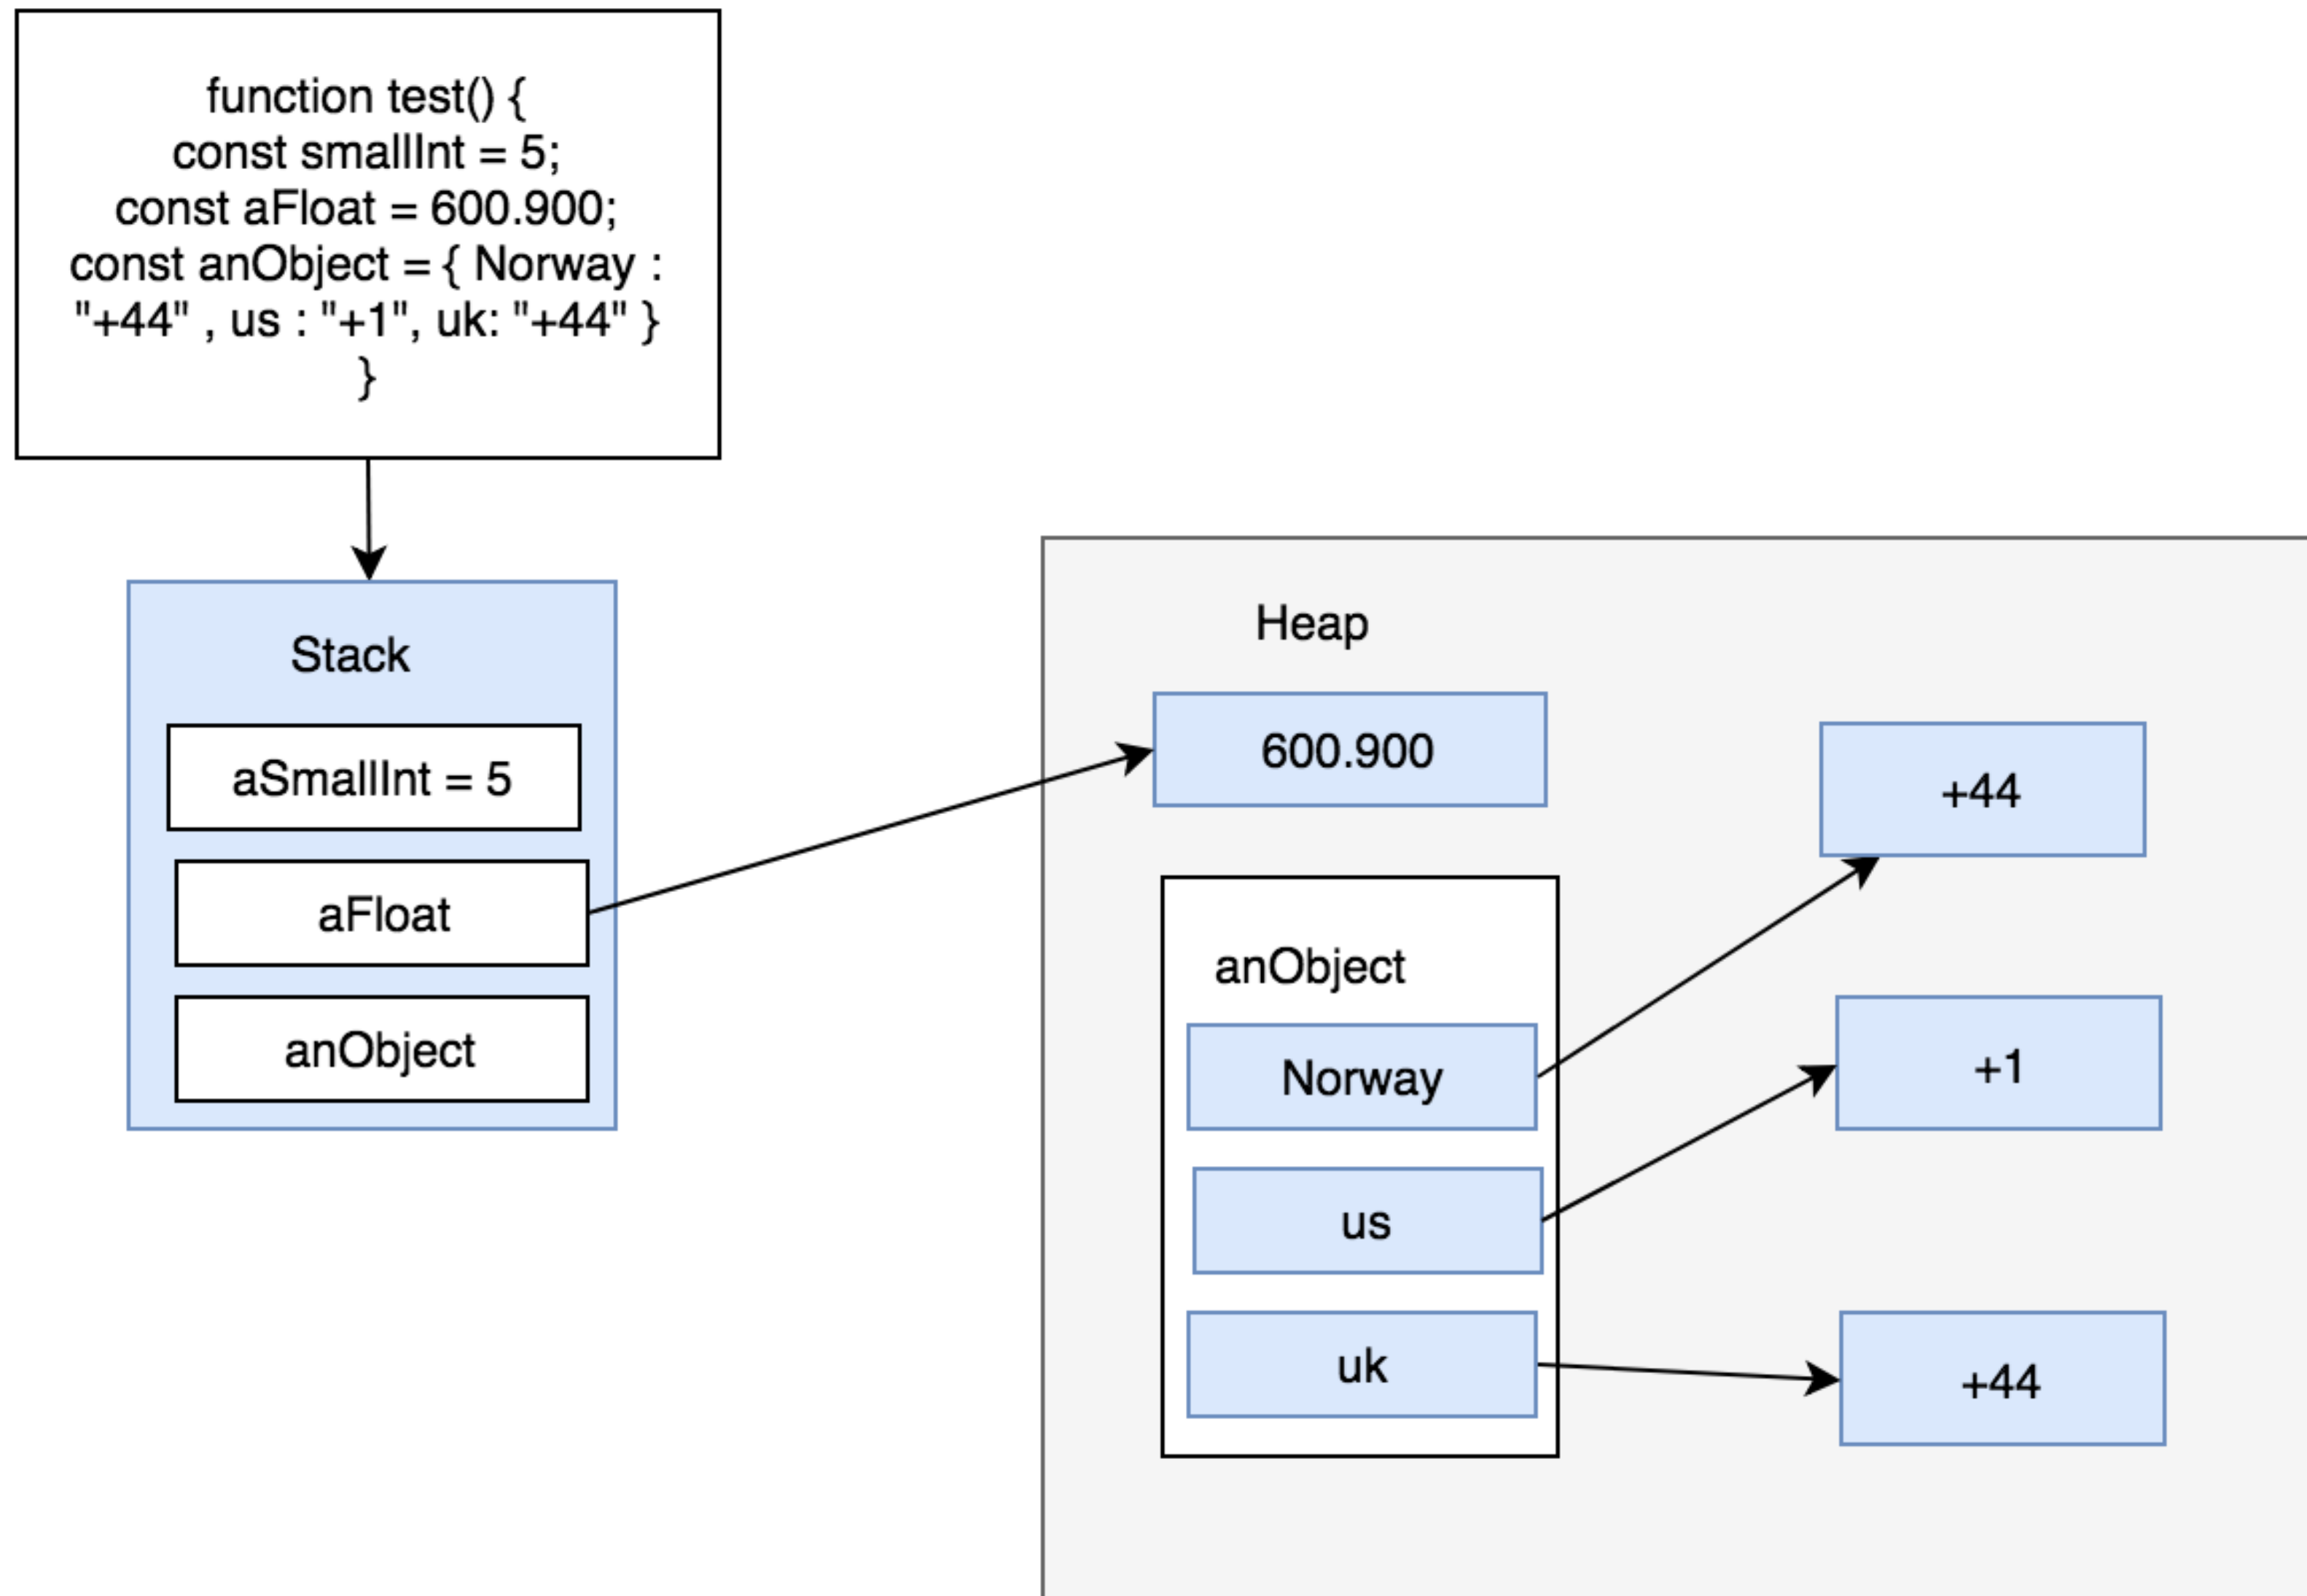 function test() {
const smallInt = 5;
const aFloat = 600.900;
const anObject = { Norway :
"+44" , us : "+1", uk: "+44" }
}
Stack
aSmallInt = 5
aFloat
anObject
Heap
600.900
+44
anObject
Norway
+1
us
uk
+44